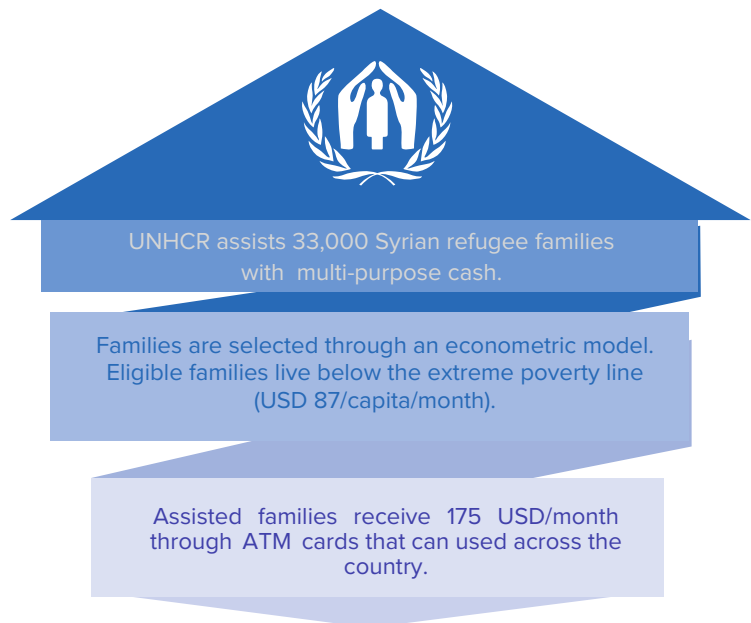 UNHCR assists 33,000 Syrian refugee families
with multi-purpose cash.
Families are selected through an econometric model.
Eligible families live below the extreme poverty line
(USD 87/capita/month).
Assisted families receive 175 USD/month
through ATM cards that can used across the
country.